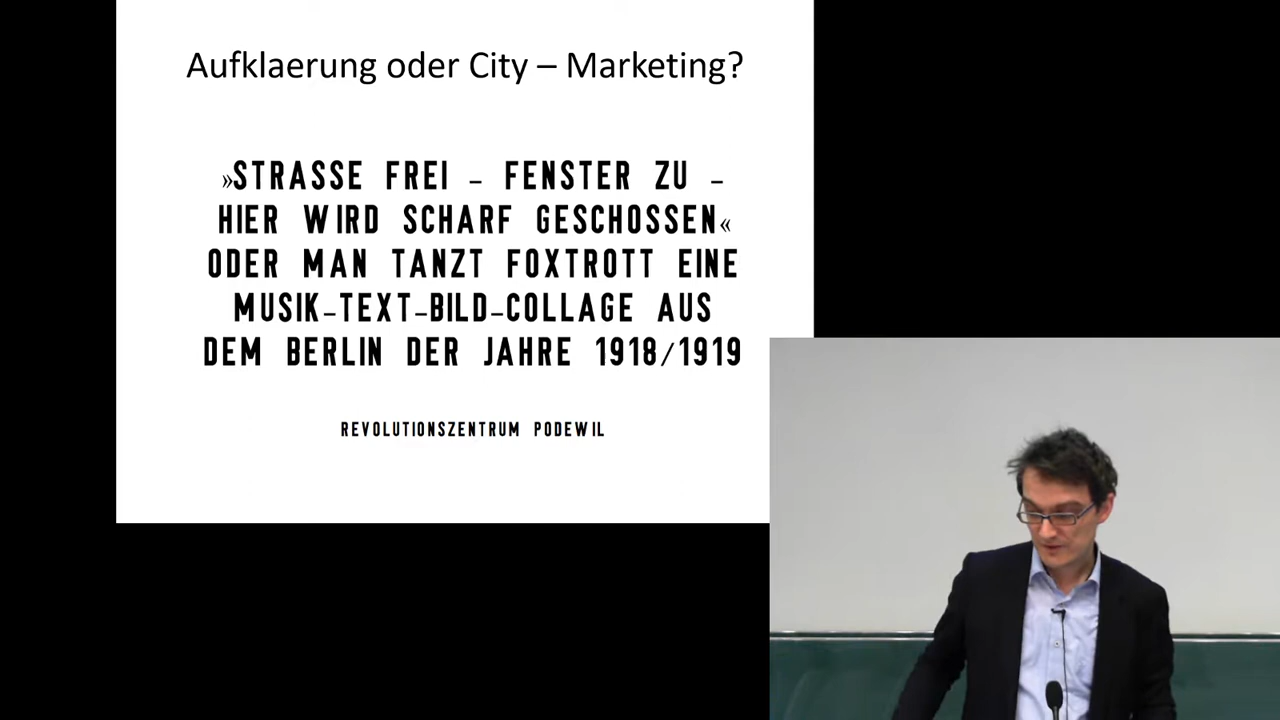 Aufklaerung oder City – Marketing?
»STRASSE FREI – FENSTER ZU –
HIER WIRD SCHARF GESCHOSSEN«
ODER MAN TANZT FOXTROTT EINE
MUSIK-TEXT-BILD-COLLAGE AUS
DEM BERLIN DER JAHRE 1918/1919
REVOLUTIONSZENTRUM PODEWIL